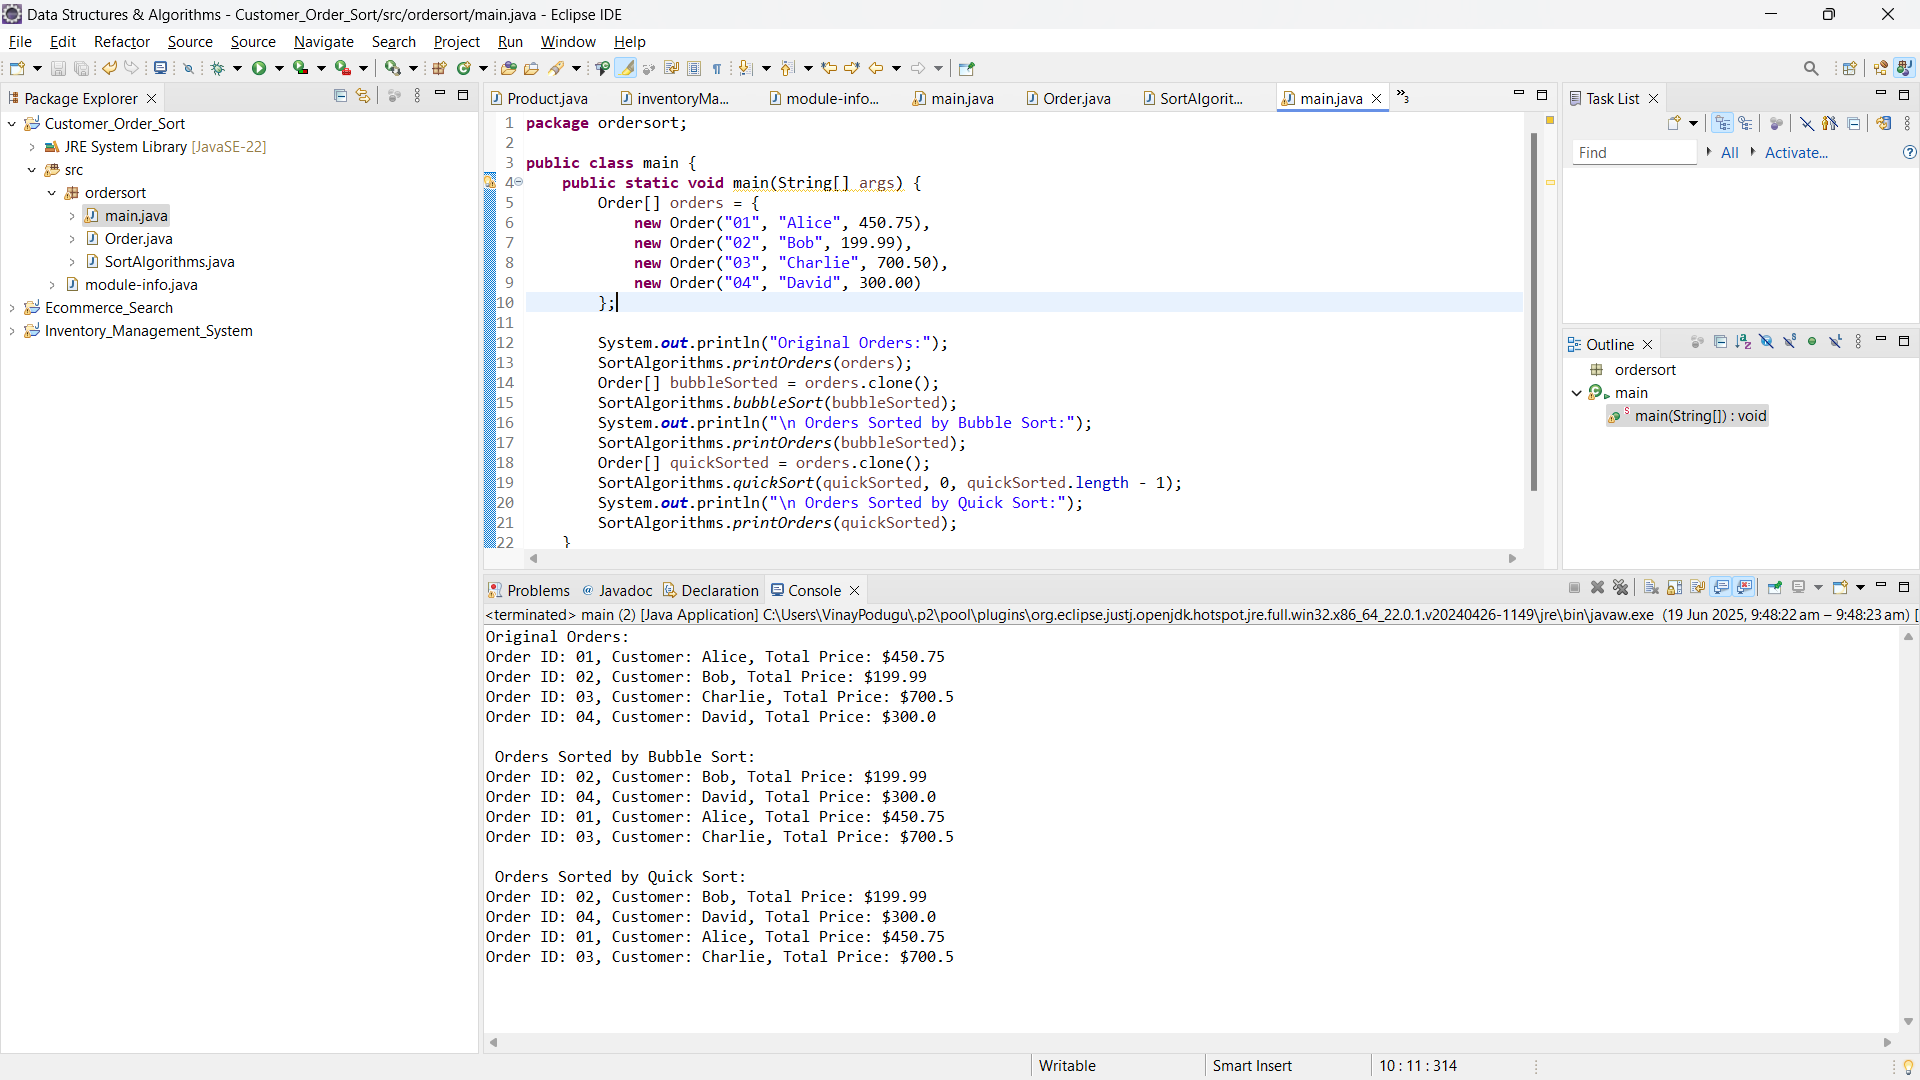 Data Structures & Algorithms - Customer_Order_Sort/src/ordersort/main.java - Eclipse IDE
File Edit Refactor Source Source Navigate Search Project Run Window Help
Package Explorer
Customer_Order_Sort
JRE System Library [JavaSE-22]
src
ordersort
main.java
Order.java
SortAlgorithms.java
module-info.java
Ecommerce_Search
Inventory_Management_System
Product.java inventoryMa... module-info... main.java Order.java SortAlgorit... main.java »3
1 package ordersort;
2
3 public class main {
4 public static void main(String[] args) {
5 Order[] orders = {
6 new Order("01", "Alice", 450.75),
7 new Order("02", "Bob", 199.99),
8 new Order("03", "Charlie", 700.50),
9 new Order("04", "David", 300.00)
10 };
11
12 System.out.println("Original Orders:");
13 SortAlgorithms.printOrders(orders);
14 Order[] bubbleSorted = orders.clone();
15 SortAlgorithms.bubbleSort(bubbleSorted);
16 System.out.println("\n Orders Sorted by Bubble Sort:");
17 SortAlgorithms.printOrders(bubbleSorted);
18 Order[] quickSorted = orders.clone();
19 SortAlgorithms.quickSort(quickSorted, 0, quickSorted.length - 1);
20 System.out.println("\n Orders Sorted by Quick Sort:");
21 SortAlgorithms.printOrders(quickSorted);
22 }
Task List
Find All Activate...
Outline
ordersort
main
main(String[]) : void
Problems Javadoc Declaration Console
<terminated> main (2) [Java Application] C:\Users\VinayPodugu\.p2\pool\plugins\org.eclipse.justj.openjdk.hotspot.jre.full.win32.x86_64_22.0.1.v20240426-1149\jre\bin\javaw.exe (19 Jun 2025, 9:48:22 am – 9:48:23 am) [
Original Orders:
Order ID: 01, Customer: Alice, Total Price: $450.75
Order ID: 02, Customer: Bob, Total Price: $199.99
Order ID: 03, Customer: Charlie, Total Price: $700.5
Order ID: 04, Customer: David, Total Price: $300.0
Orders Sorted by Bubble Sort:
Order ID: 02, Customer: Bob, Total Price: $199.99
Order ID: 04, Customer: David, Total Price: $300.0
Order ID: 01, Customer: Alice, Total Price: $450.75
Order ID: 03, Customer: Charlie, Total Price: $700.5
Orders Sorted by Quick Sort:
Order ID: 02, Customer: Bob, Total Price: $199.99
Order ID: 04, Customer: David, Total Price: $300.0
Order ID: 01, Customer: Alice, Total Price: $450.75
Order ID: 03, Customer: Charlie, Total Price: $700.5
Writable Smart Insert 10 : 11 : 314